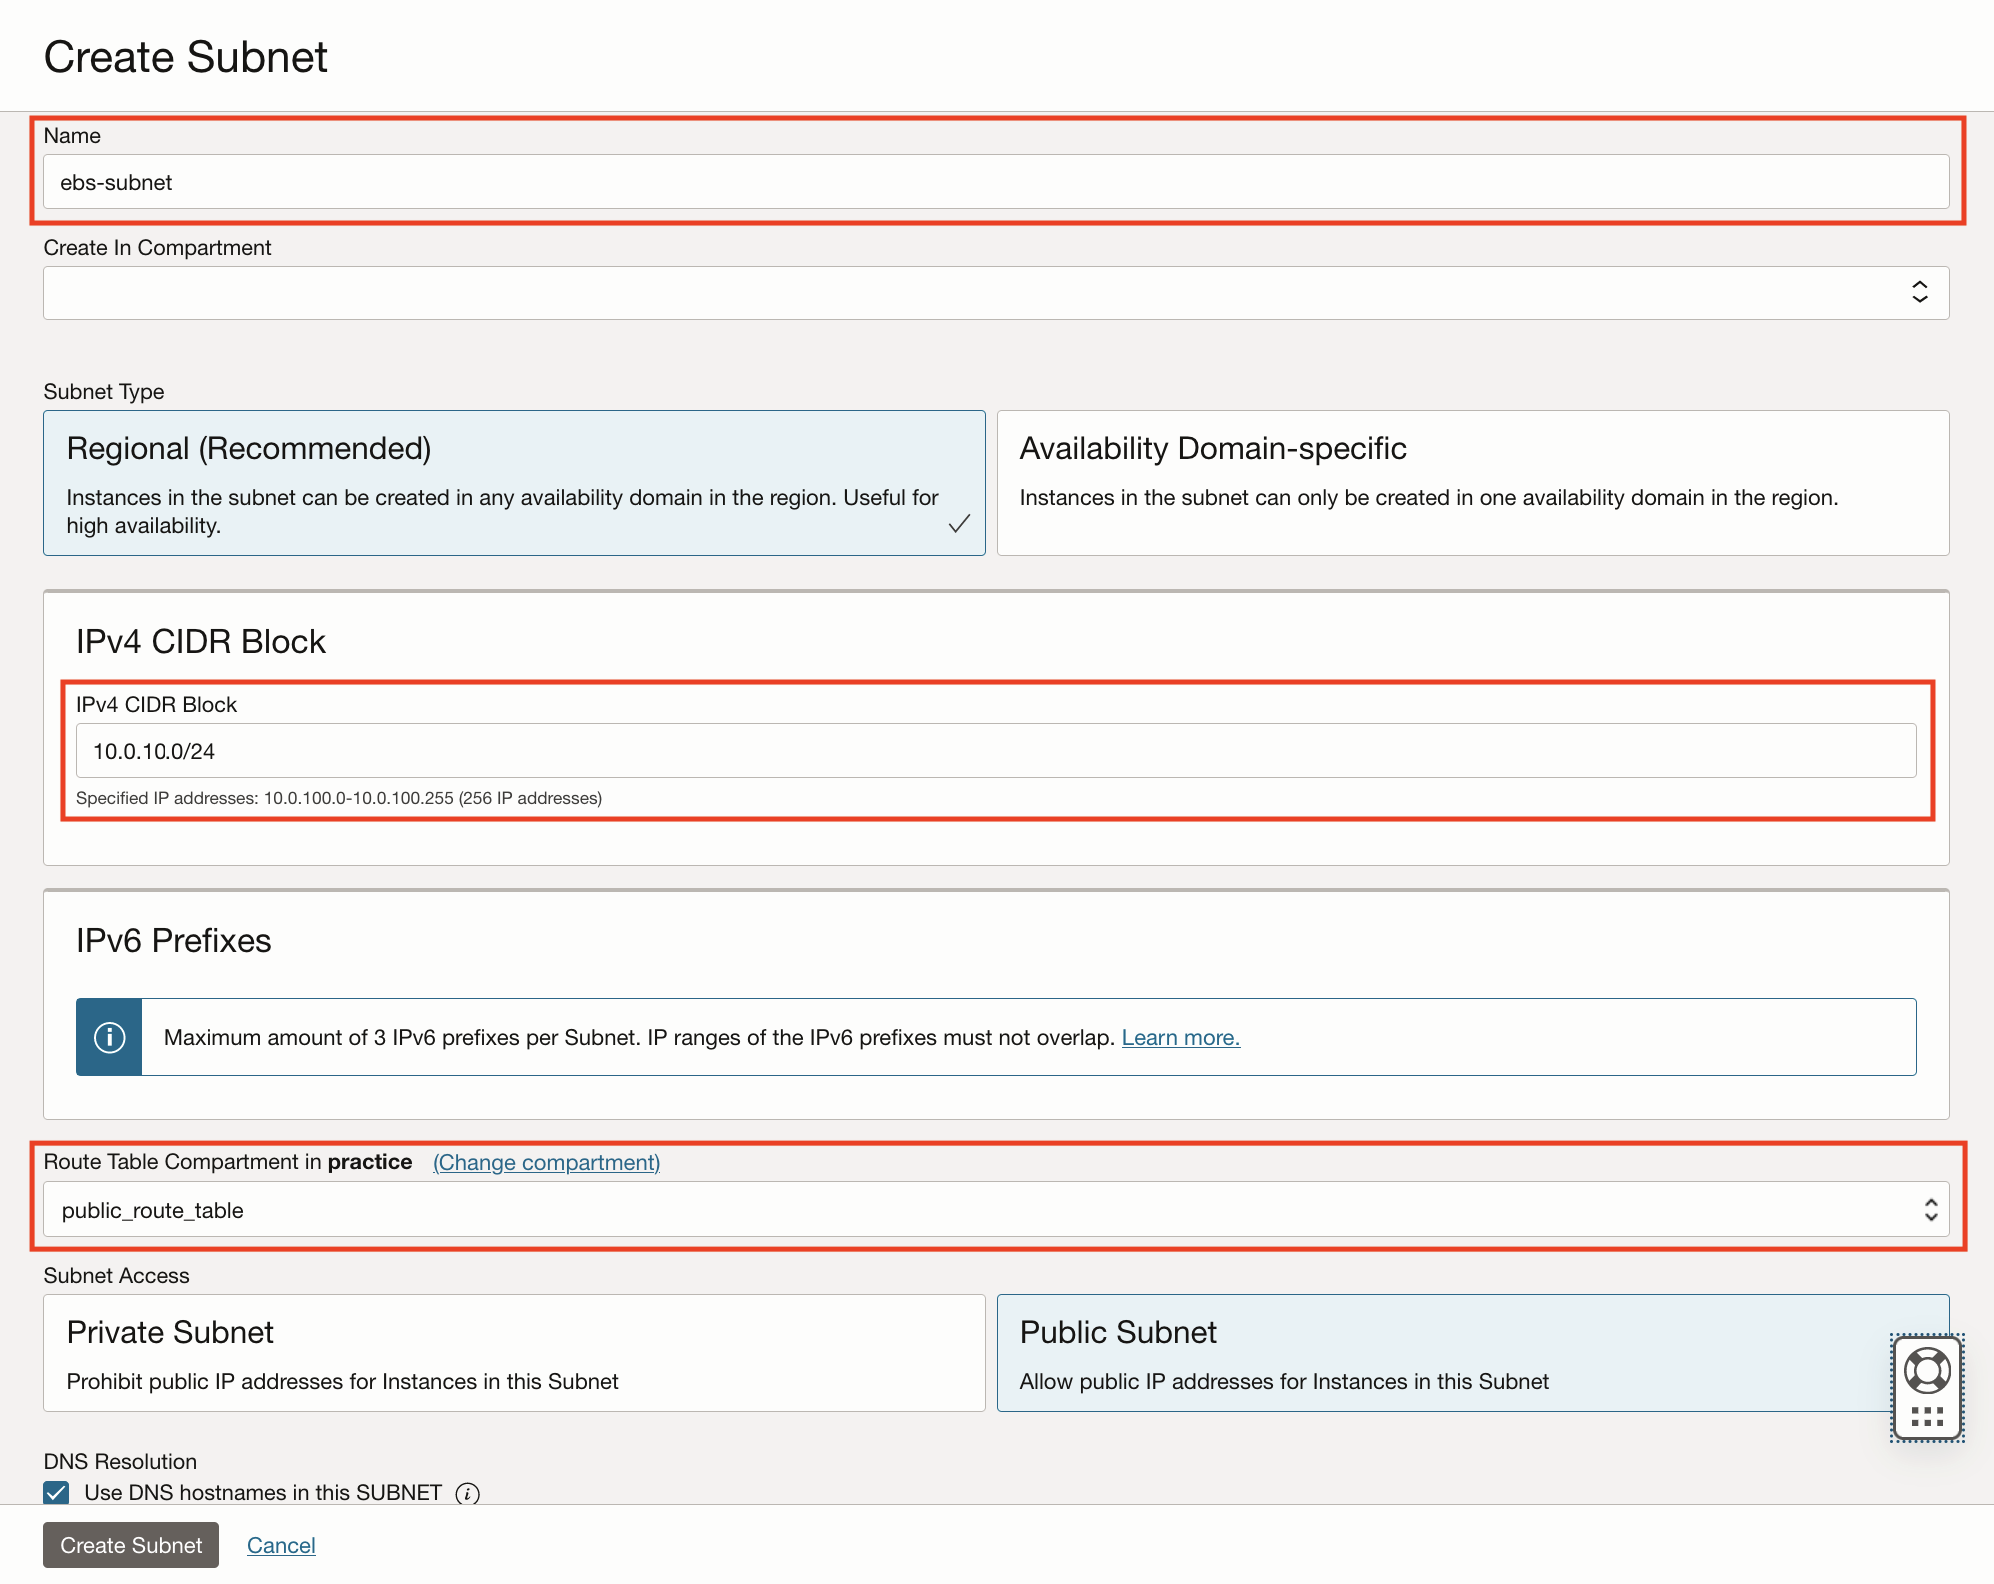 Create Subnet
Name
ebs-subnet
Create In Compartment
Subnet Type
Regional (Recommended)
Instances in the subnet can be created in any availability domain in the region. Useful for
high availability.
Availability Domain-specific
Instances in the subnet can only be created in one availability domain in the region.
IPv4 CIDR Block
IPv4 CIDR Block
10.0.10.0/24
Specified IP addresses: 10.0.100.0-10.0.100.255 (256 IP addresses)
IPv6 Prefixes
Maximum amount of 3 IPv6 prefixes per Subnet. IP ranges of the IPv6 prefixes must not overlap. Learn more.
Route Table Compartment in practice (Change compartment)
public_route_table
Subnet Access
Private Subnet
Prohibit public IP addresses for Instances in this Subnet
Public Subnet
Allow public IP addresses for Instances in this Subnet
DNS Resolution
Use DNS hostnames in this SUBNET
Create Subnet Cancel